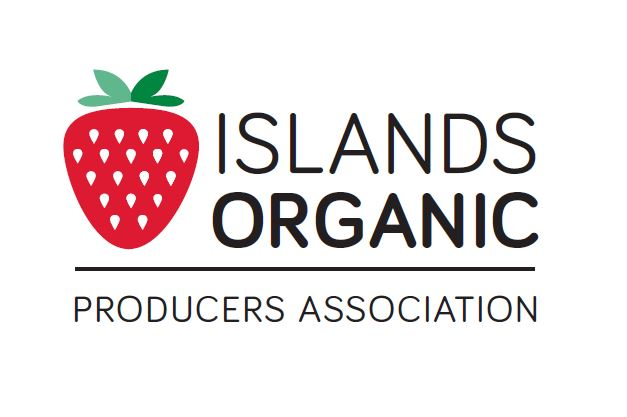 ISLANDS
ORGANIC
PRODUCERS ASSOCIATION